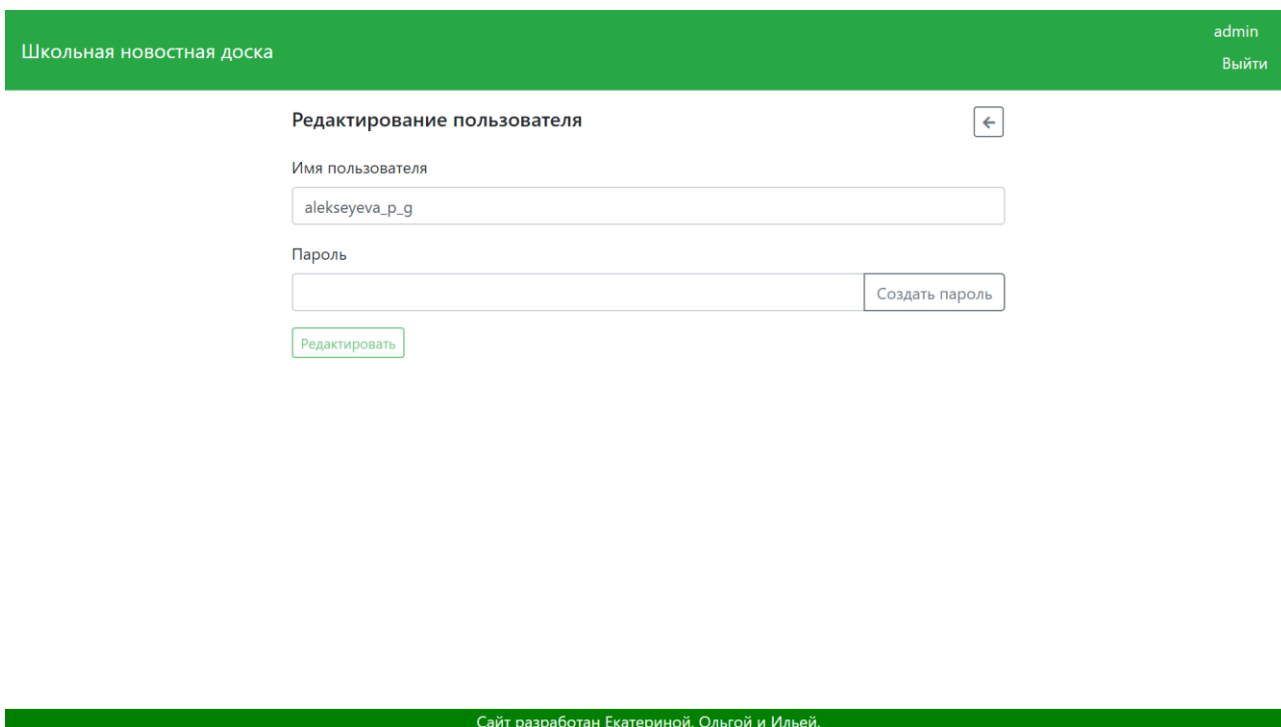 Школьная новостная доска
admin
Выйти
Редактирование пользователя
Имя пользователя
alekseyeva_p_g
Пароль
Создать пароль
Редактировать
Сайт разработан Екатериной, Ольгой и Ильей.